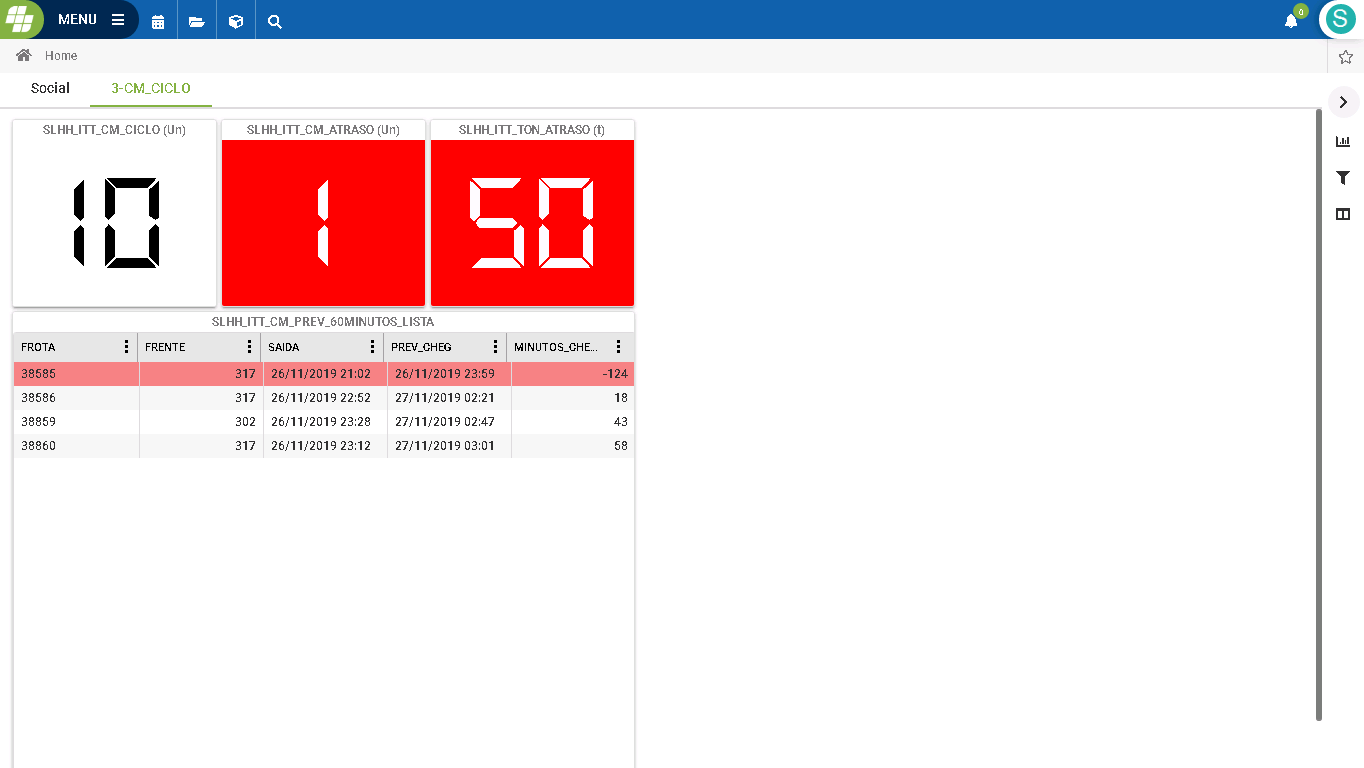 MENU
0
S
Home
Social 3-CM_CICLO
SLHH_ITT_CM_CICLO (Un) SLHH_ITT_CM_ATRASO (Un) SLHH_ITT_TON_ATRASO (t)
10 1 50
SLHH_ITT_CM_PREV_60MINUTOS_LISTA
FROTA FRENTE SAIDA PREV_CHEG MINUTOS_CHE...
38585 317 26/11/2019 21:02 26/11/2019 23:59 -124
38586 317 26/11/2019 22:52 27/11/2019 02:21 18
38859 302 26/11/2019 23:28 27/11/2019 02:47 43
38860 317 26/11/2019 23:12 27/11/2019 03:01 58